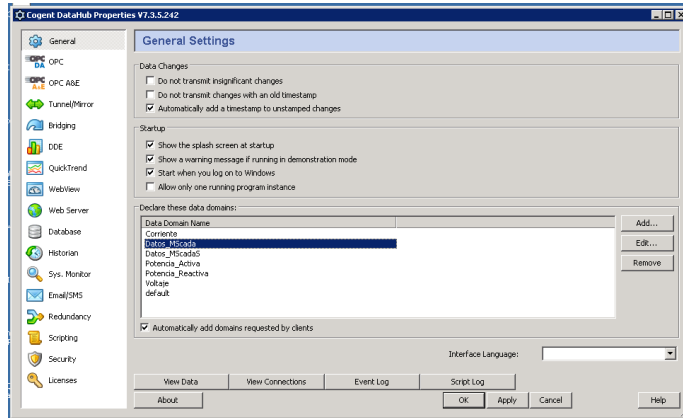 Cogent DataHub Properties V7.3.5.242
General
OPC DA
OPC A&E
Tunnel/Mirror
Bridging
DDE
QuickTrend
WebView
Web Server
Database
Historian
Sys. Monitor
Email/SMS
Redundancy
Scripting
Security
Licenses
General Settings
Data Changes
Do not transmit insignificant changes
Do not transmit changes with an old timestamp
Automatically add a timestamp to unstamped changes
Startup
Show the splash screen at startup
Show a warning message if running in demonstration mode
Start when you log on to Windows
Allow only one running program instance
Declare these data domains:
Data Domain Name
Corriente
Datos_MScada
Datos_MScadaS
Potencia_Activa
Potencia_Reactiva
Voltaje
default
Add...
Edit...
Remove
Automatically add domains requested by clients
Interface Language:
View Data View Connections Event Log Script Log
About OK Apply Cancel Help